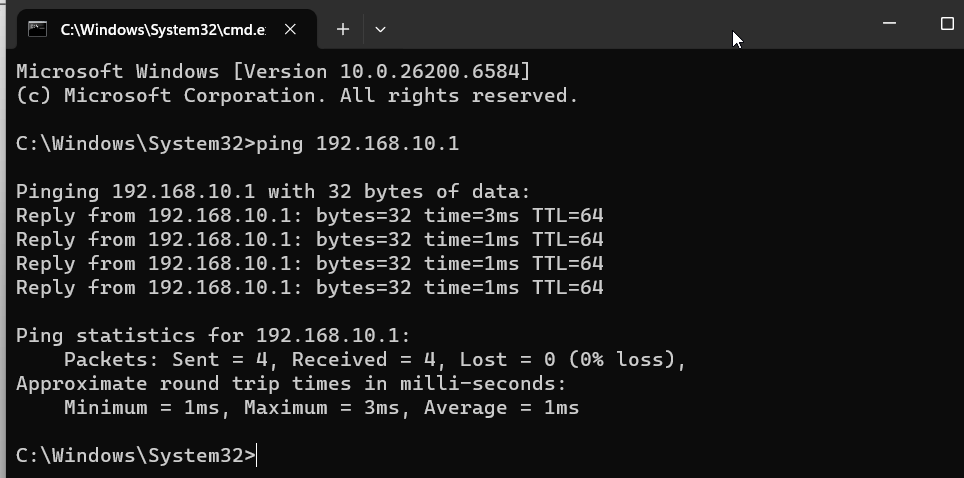 C:\Windows\System32\cmd.e
Microsoft Windows [Version 10.0.26200.6584]
(c) Microsoft Corporation. All rights reserved.
C:\Windows\System32>ping 192.168.10.1
Pinging 192.168.10.1 with 32 bytes of data:
Reply from 192.168.10.1: bytes=32 time=3ms TTL=64
Reply from 192.168.10.1: bytes=32 time=1ms TTL=64
Reply from 192.168.10.1: bytes=32 time=1ms TTL=64
Reply from 192.168.10.1: bytes=32 time=1ms TTL=64
Ping statistics for 192.168.10.1:
    Packets: Sent = 4, Received = 4, Lost = 0 (0% loss),
Approximate round trip times in milli-seconds:
    Minimum = 1ms, Maximum = 3ms, Average = 1ms
C:\Windows\System32>